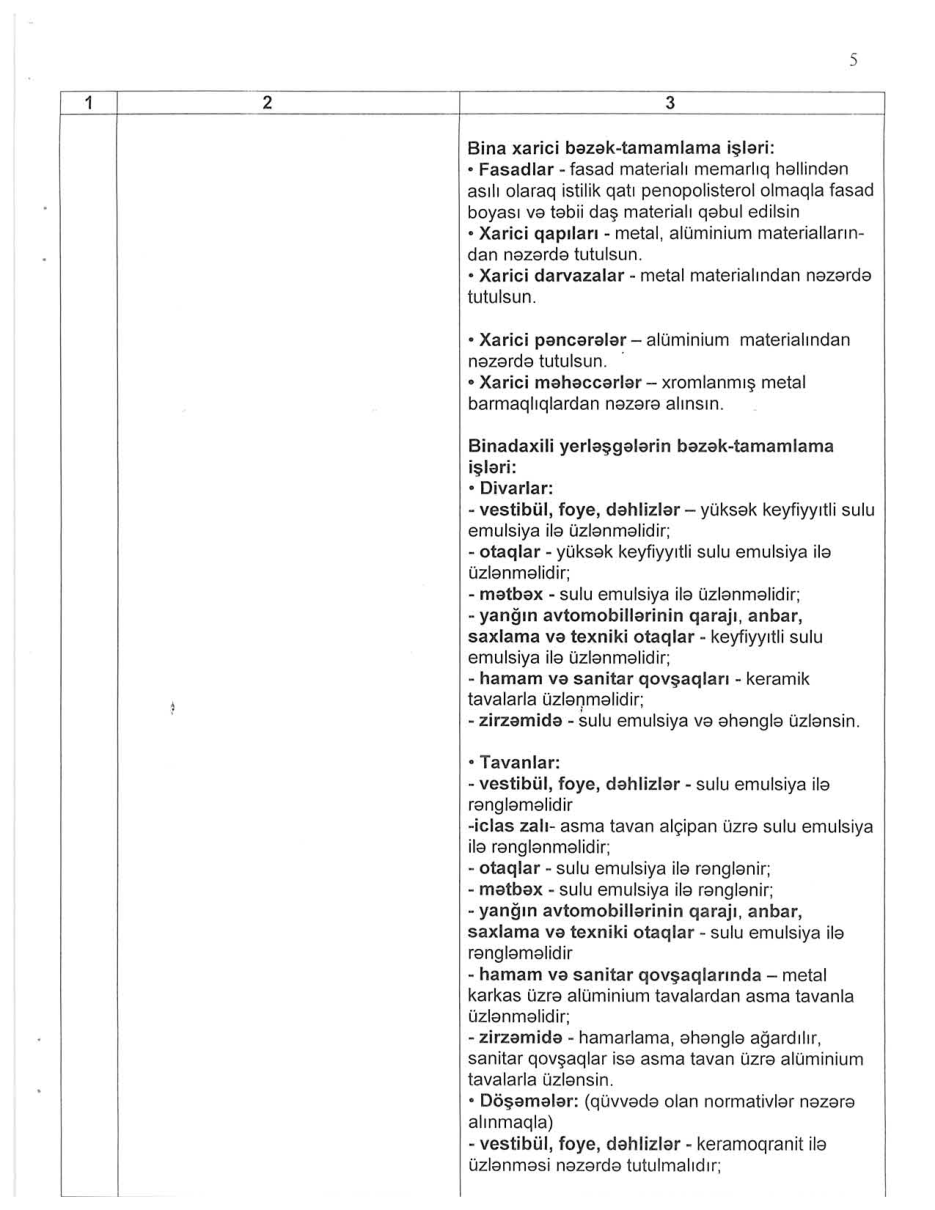 5
1 2 3
Bina xarici bəzək-tamamlama işləri:
• Fasadlar - fasad materialı memarlıq həllindən
asılı olaraq istilik qatı penopolisterol olmaqla fasad
boyası və təbii daş materialı qəbul edilsin
• Xarici qapıları - metal, alüminium materialların-
dan nəzərdə tutulsun.
• Xarici darvazalar - metal materialından nəzərdə
tutulsun.
• Xarici pəncərələr – alüminium materialından
nəzərdə tutulsun.
• Xarici məhəccərlər – xromlanmış metal
barmaqlıqlardan nəzərə alınsın.
Binadaxili yerləşgələrin bəzək-tamamlama
işləri:
• Divarlar:
- vestibül, foye, dəhlizlər – yüksək keyfiyyıtli sulu
emulsiya ilə üzlənməlidir;
- otaqlar - yüksək keyfiyyıtli sulu emulsiya ilə
üzlənməlidir;
- mətbəx - sulu emulsiya ilə üzlənməlidir;
- yanğın avtomobillərinin qarajı, anbar,
saxlama və texniki otaqlar - keyfiyyıtli sulu
emulsiya ilə üzlənməlidir;
- hamam və sanitar qovşaqları - keramik
tavalarla üzlənməlidir;
- zirzəmidə - sulu emulsiya və əhənglə üzlənsin.
• Tavanlar:
- vestibül, foye, dəhlizlər - sulu emulsiya ilə
rəngləməlidir
-iclas zalı- asma tavan alçipan üzrə sulu emulsiya
ilə rənglənməlidir;
- otaqlar - sulu emulsiya ilə rənglənir;
- mətbəx - sulu emulsiya ilə rənglənir;
- yanğın avtomobillərinin qarajı, anbar,
saxlama və texniki otaqlar - sulu emulsiya ilə
rəngləməlidir
- hamam və sanitar qovşaqlarında – metal
karkas üzrə alüminium tavalardan asma tavanla
üzlənməlidir;
- zirzəmidə - hamarlama, əhənglə ağardılır,
sanitar qovşaqlar isə asma tavan üzrə alüminium
tavalarla üzlənsin.
• Döşəmələr: (qüvvədə olan normativlər nəzərə
alınmaqla)
- vestibül, foye, dəhlizlər - keramoqranit ilə
üzlənməsi nəzərdə tutulmalıdır;